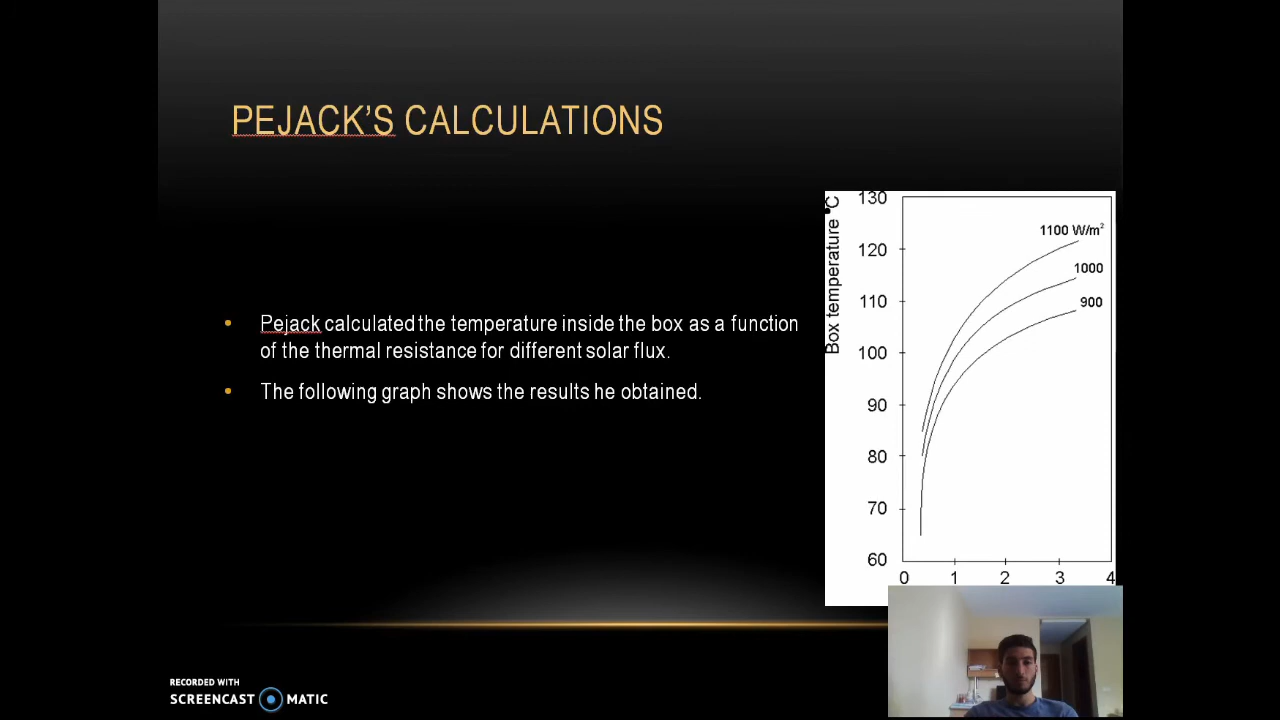 PEJACK'S CALCULATIONS
• Pejack calculated the temperature inside the box as a function
of the thermal resistance for different solar flux.
• The following graph shows the results he obtained.
Box temperature °C
130
120
110
100
90
80
70
60
0 1 2 3 4
1100 W/m²
1000
900
RECORDED WITH
SCREENCAST MATIC